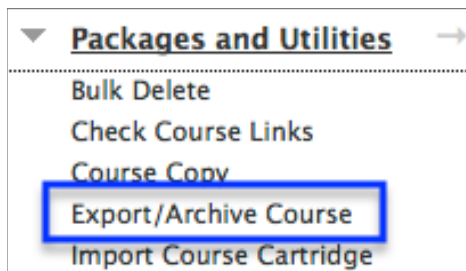 Packages and Utilities
Bulk Delete
Check Course Links
Course Copy
Export/Archive Course
Import Course Cartridge